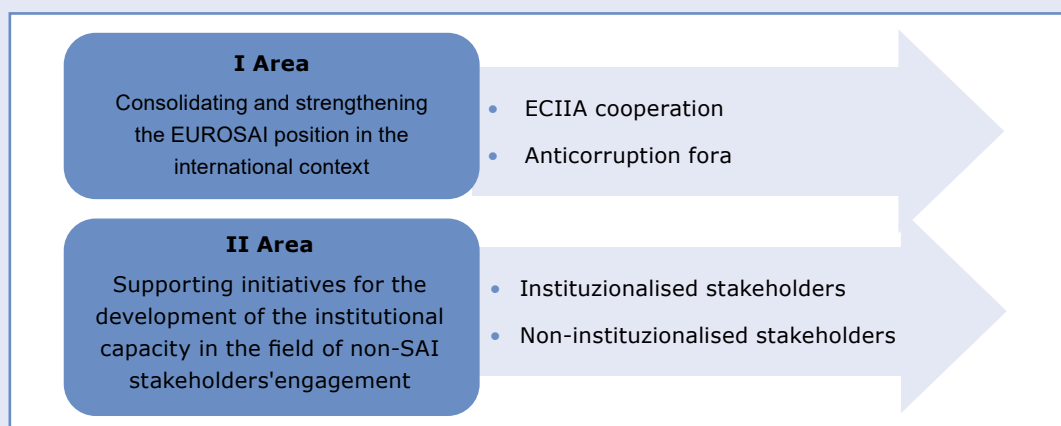 I Area
Consolidating and strengthening
the EUROSAI position in the
international context
• ECIIA cooperation
• Anticorruption fora
II Area
Supporting initiatives for the
development of the institutional
capacity in the field of non-SAI
stakeholders'engagement
• Instituzionalised stakeholders
• Non-instituzionalised stakeholders